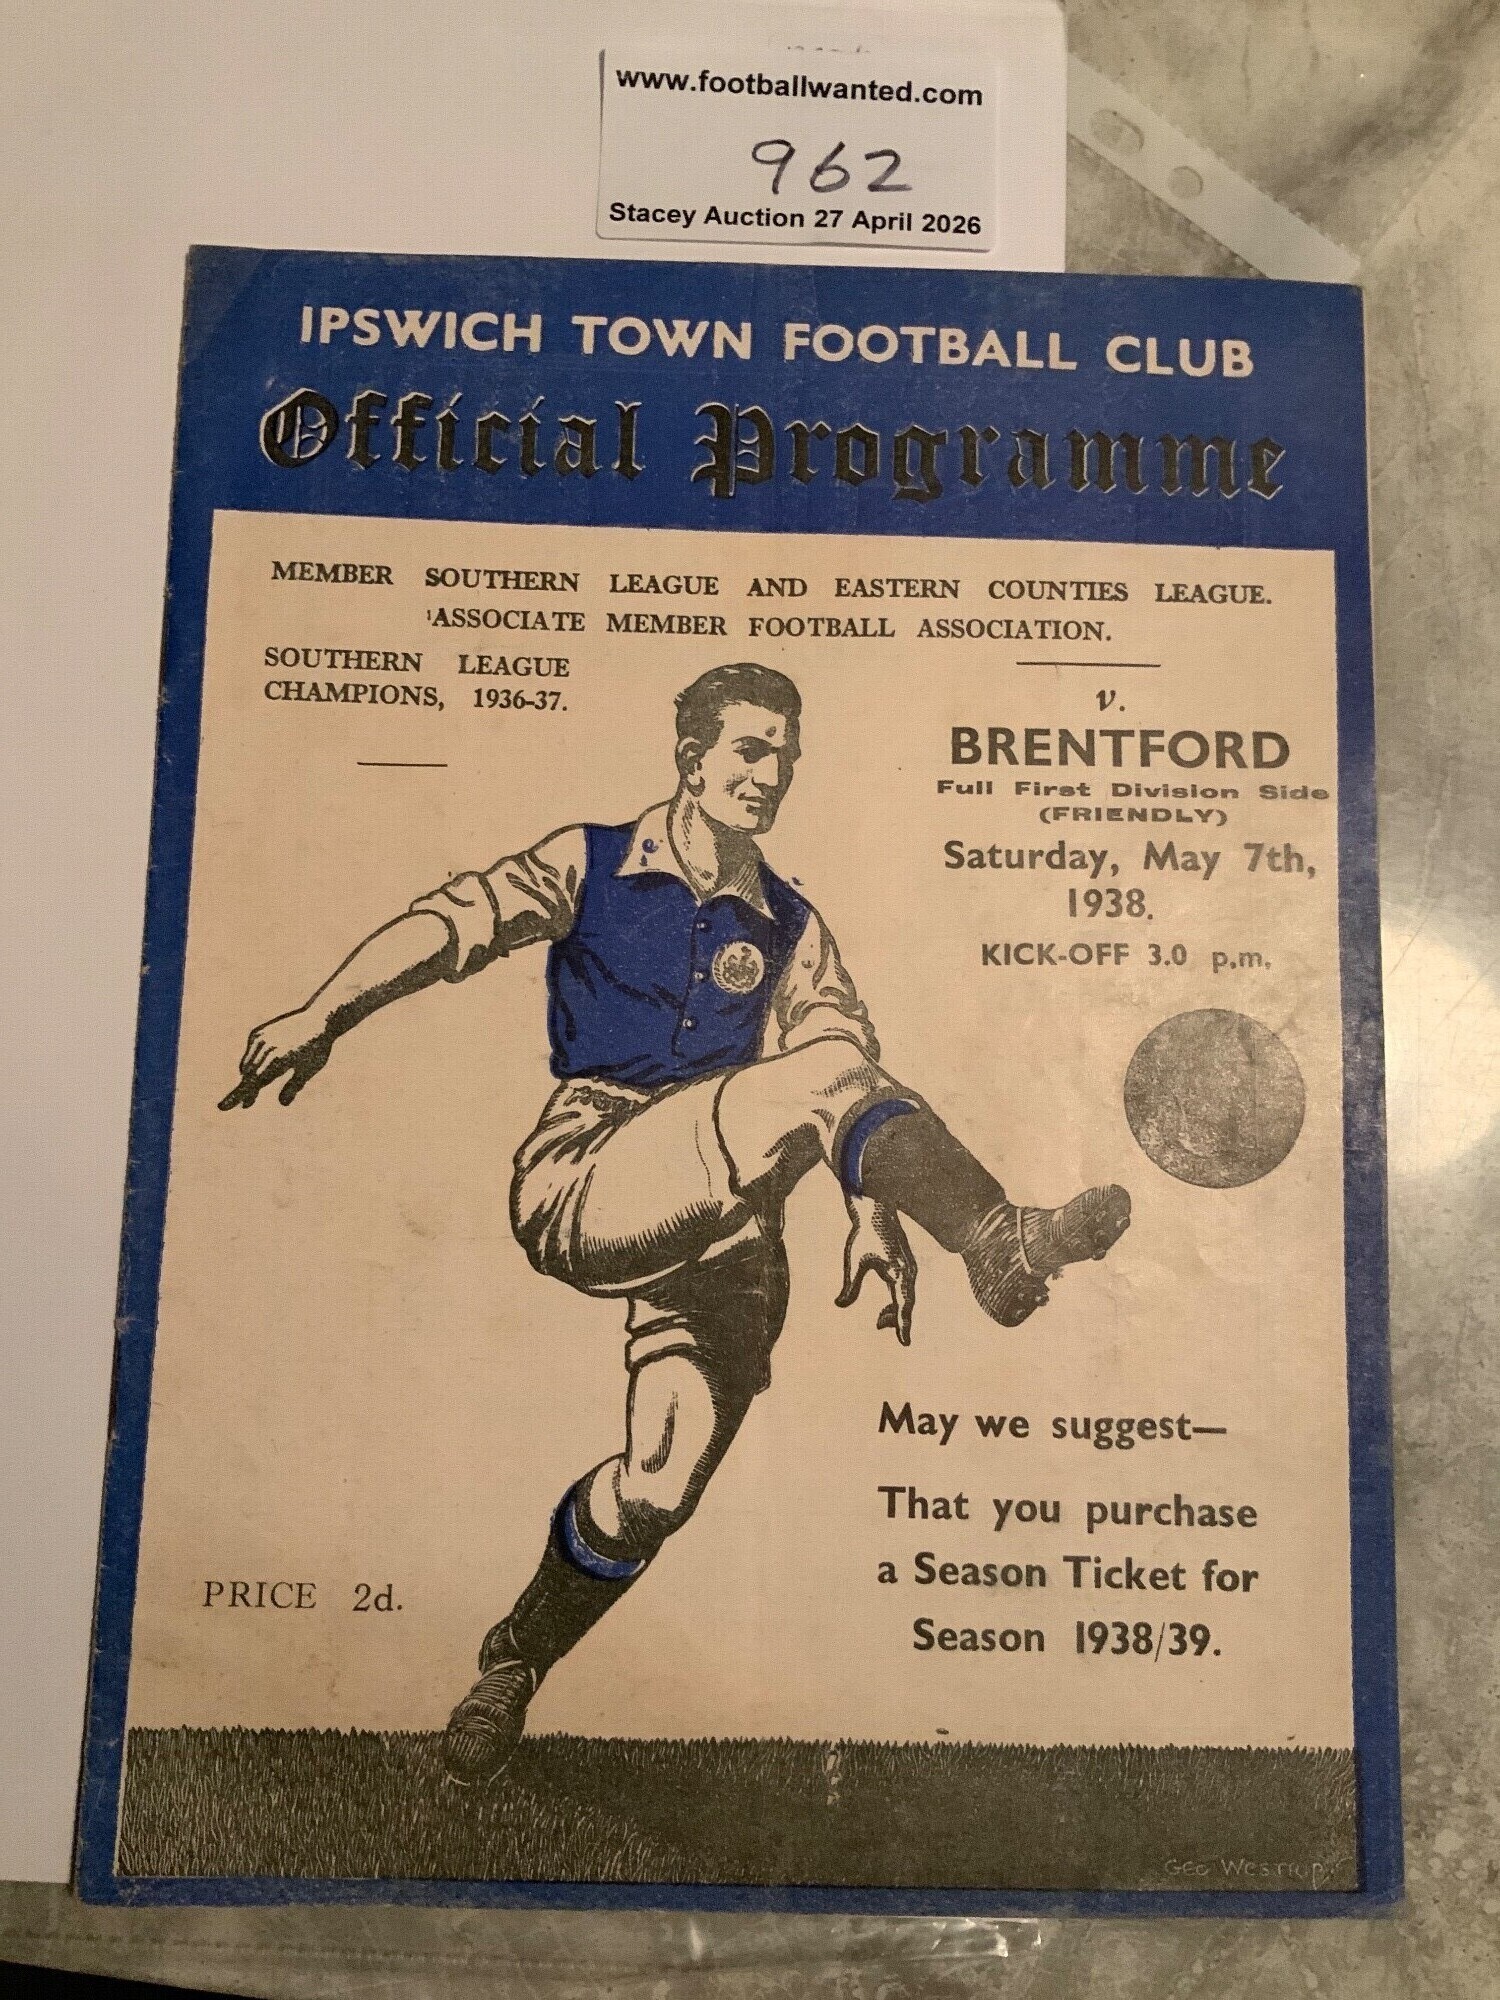 www.footballwanted.com
962
Stacey Auction 27 April 2026
IPSWICH TOWN FOOTBALL CLUB
Official Programme
MEMBER SOUTHERN LEAGUE AND EASTERN COUNTIES LEAGUE.
ASSOCIATE MEMBER FOOTBALL ASSOCIATION.
SOUTHERN LEAGUE
CHAMPIONS, 1936-37.
v.
BRENTFORD
Full First Division Side
(FRIENDLY)
Saturday, May 7th,
1938.
KICK-OFF 3.0 p.m.
May we suggest—
That you purchase
a Season Ticket for
Season 1938/39.
PRICE 2d.
GEO WESTRUP